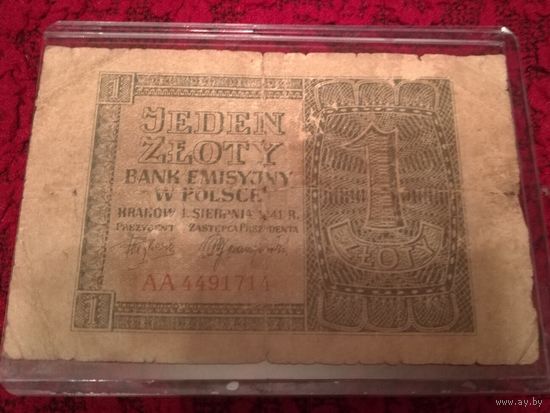 1
JEDEN
ZŁOTY
BANK EMISYJNY
W POLSCE
KRAKÓW 1. SIERPNIA 1941 R.
PREZYDENT ZASTĘPCA PREZYDENTA
AA 4491714
1
1
ZŁOTY
www.ay.by